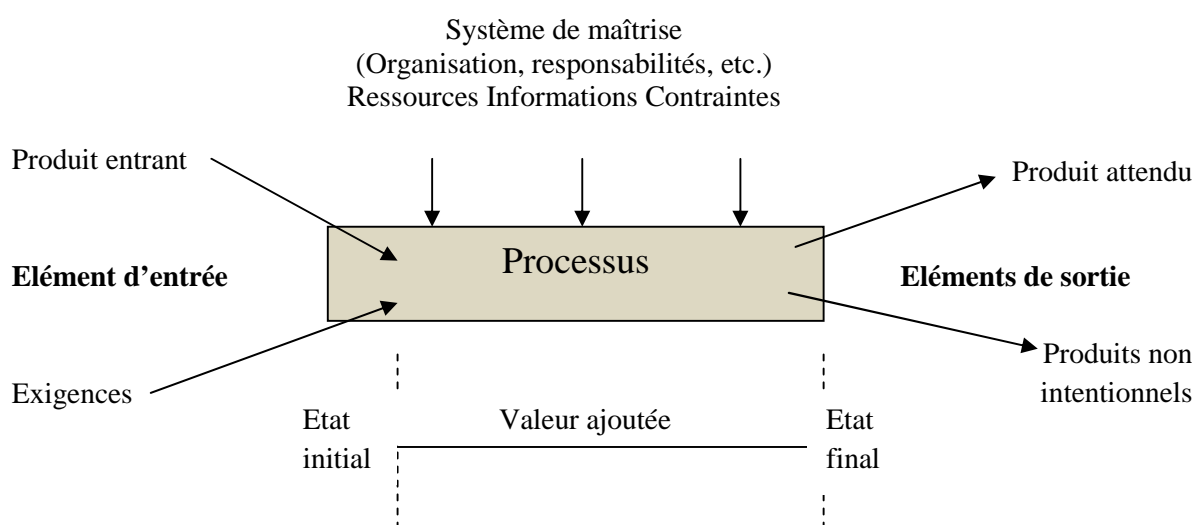 Système de maîtrise
(Organisation, responsabilités, etc.)
Ressources Informations Contraintes
Produit entrant
Produit attendu
Processus
Elément d’entrée
Eléments de sortie
Produits non
intentionnels
Exigences
Etat
initial
Valeur ajoutée
Etat
final